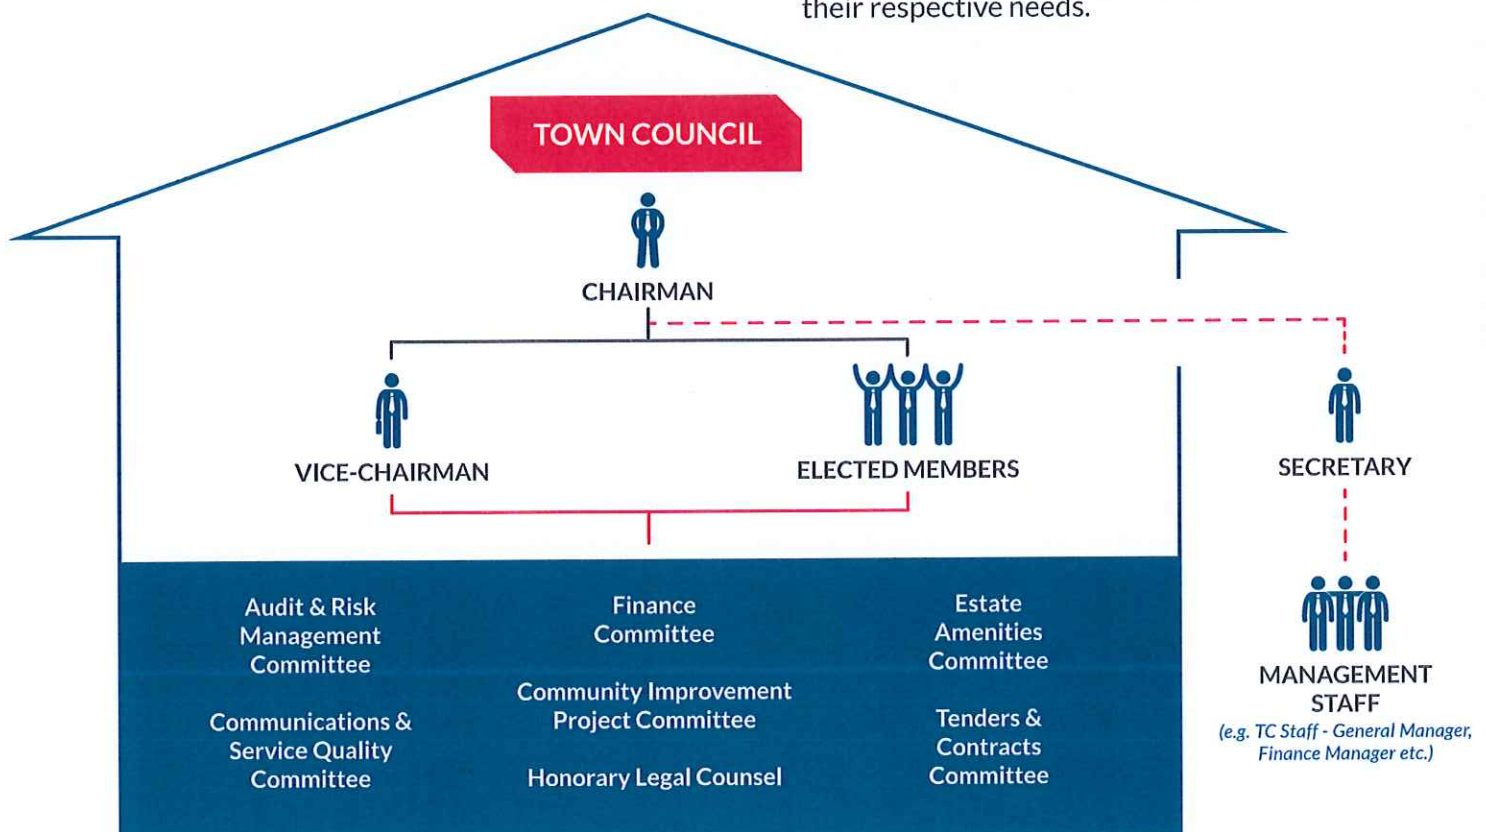 their respective needs.
TOWN COUNCIL
CHAIRMAN
VICE-CHAIRMAN
ELECTED MEMBERS
SECRETARY
Audit & Risk
Management
Committee
Communications &
Service Quality
Committee
Finance
Committee
Community Improvement
Project Committee
Honorary Legal Counsel
Estate
Amenities
Committee
Tenders &
Contracts
Committee
MANAGEMENT
STAFF
(e.g. TC Staff - General Manager,
Finance Manager etc.)